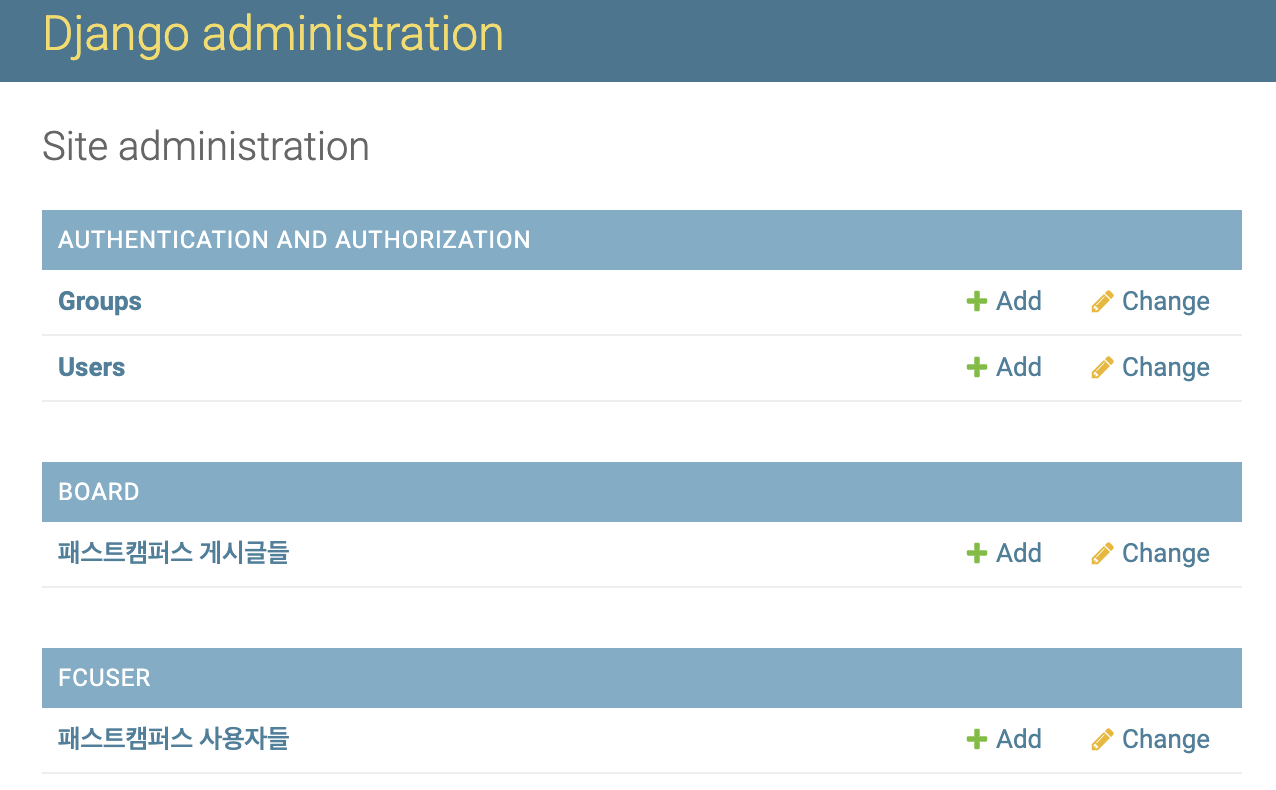 Django administration
Site administration
AUTHENTICATION AND AUTHORIZATION
Groups Add Change
Users Add Change
BOARD
패스트캠퍼스 게시글들 Add Change
FCUSER
패스트캠퍼스 사용자들 Add Change